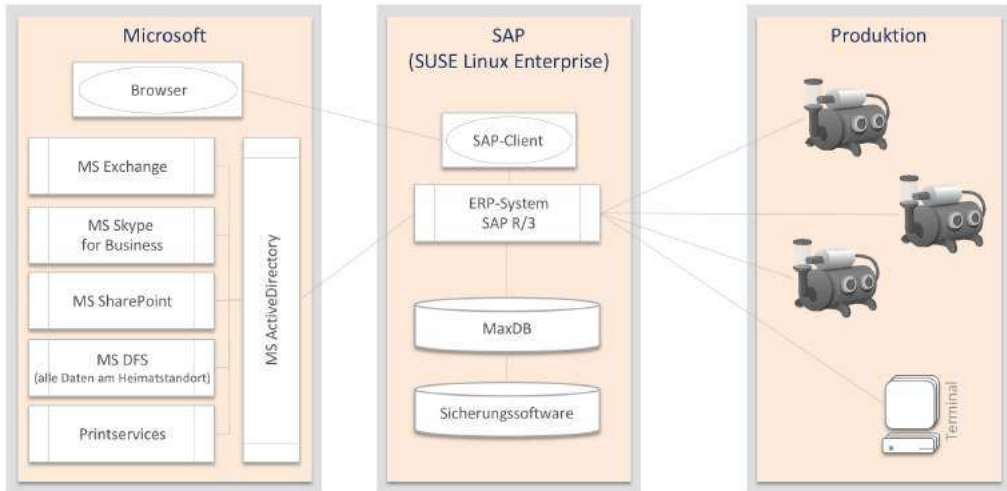 Microsoft
Browser
MS Exchange
MS Skype
for Business
MS SharePoint
MS DFS
(alle Daten am Heimatstandort)
Printservices
MS ActiveDirectory
SAP
(SUSE Linux Enterprise)
SAP-Client
ERP-System
SAP R/3
MaxDB
Sicherungssoftware
Produktion
Terminal